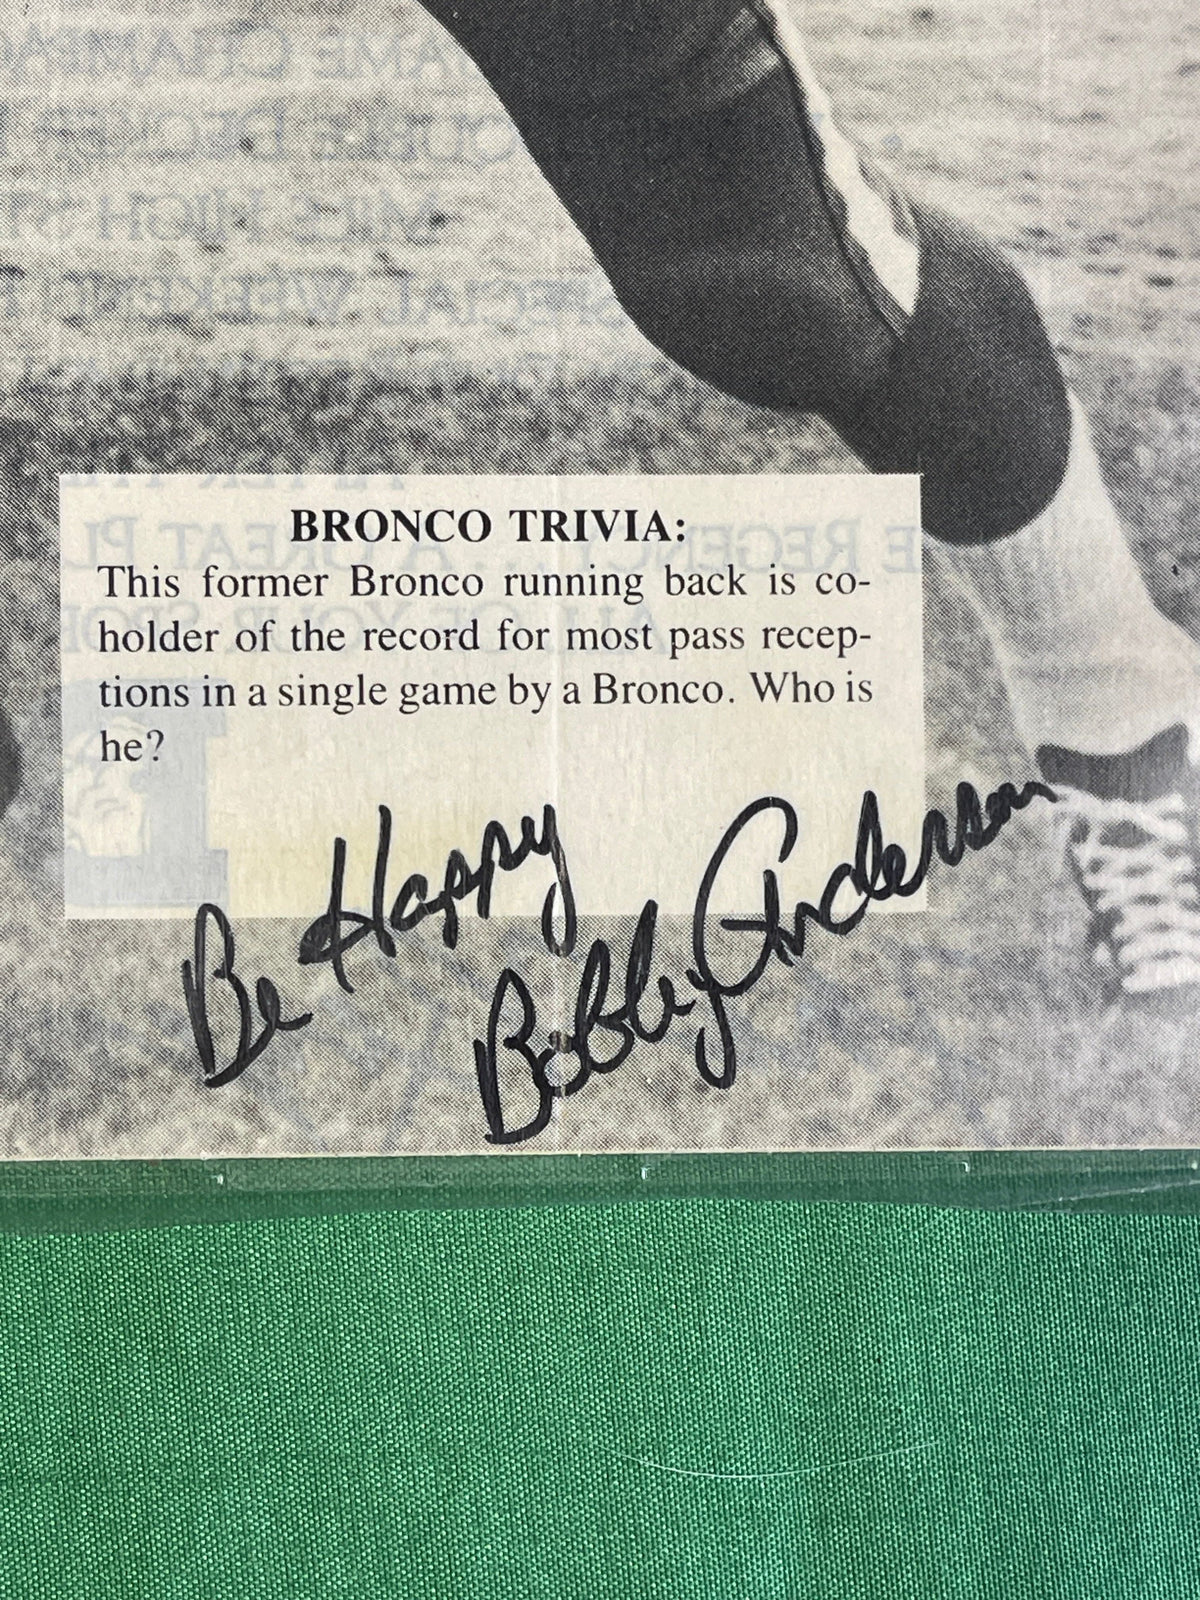 BRONCO TRIVIA:
This former Bronco running back is co-
holder of the record for most pass recep-
tions in a single game by a Bronco. Who is
he?
Be Happy
Bobby Anderson